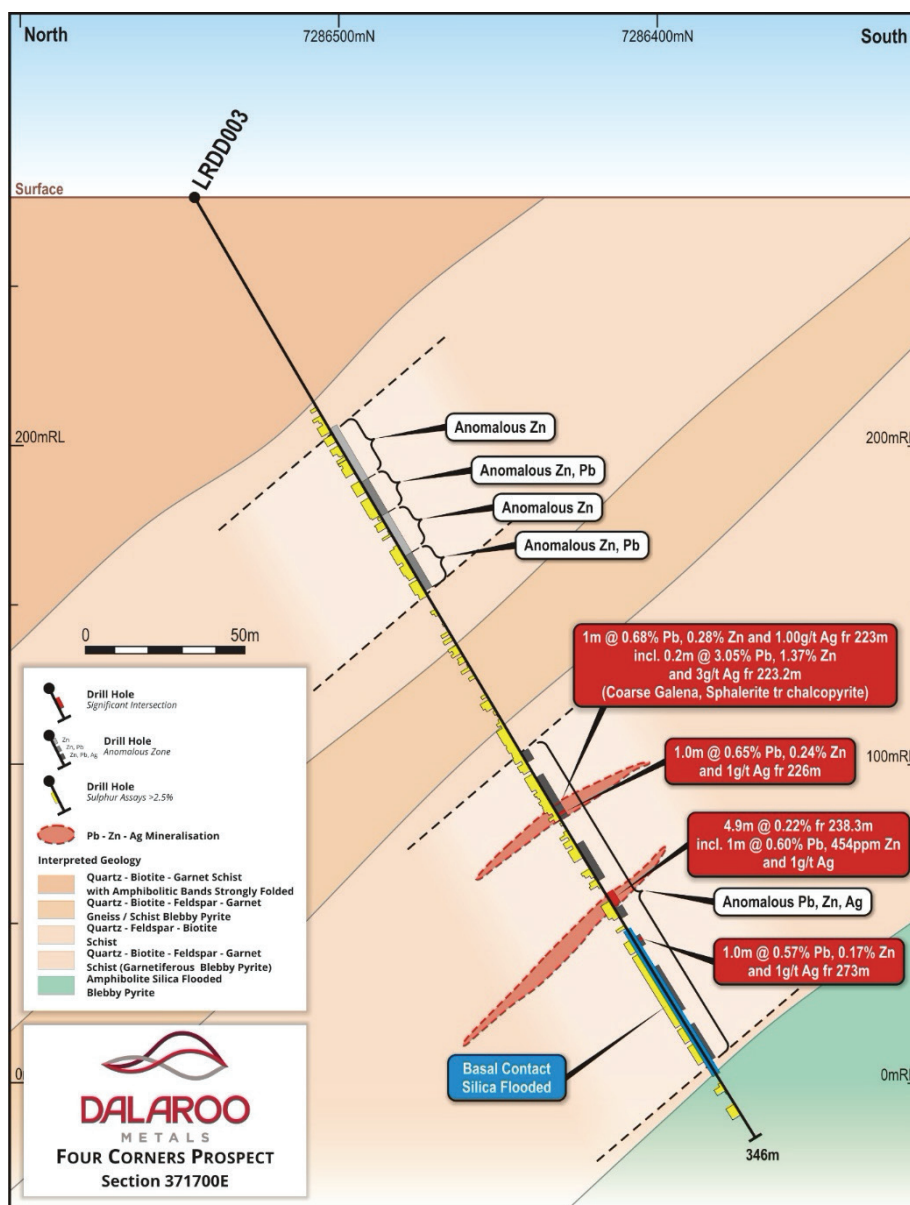 North
7286500mN
7286400mN
South
LRDD003
Surface
200mRL
200mRl
Anomalous Zn
Anomalous Zn, Pb
Anomalous Zn
Anomalous Zn, Pb
0
50m
1m @ 0.68% Pb, 0.28% Zn and 1.00g/t Ag fr 223m
incl. 0.2m @ 3.05% Pb, 1.37% Zn
and 3g/t Ag fr 223.2m
(Coarse Galena, Sphalerite tr chalcopyrite)
100mRl
1.0m @ 0.65% Pb, 0.24% Zn
and 1g/t Ag fr 226m
4.9m @ 0.22% fr 238.3m
incl. 1m @ 0.60% Pb, 454ppm Zn
and 1g/t Ag
Anomalous Pb, Zn, Ag
1.0m @ 0.57% Pb, 0.17% Zn
and 1g/t Ag fr 273m
Basal Contact
Silica Flooded
0mRl
346m
Drill Hole
Significant Intersection
Zn
Zn, Pb
Zn, Pb, Ag
Drill Hole
Anomalous Zone
Drill Hole
Sulphur Assays >2.5%
Pb - Zn - Ag Mineralisation
Interpreted Geology
Quartz - Biotite - Garnet Schist
with Amphibolitic Bands Strongly Folded
Quartz - Biotite - Feldspar - Garnet
Gneiss / Schist Blebby Pyrite
Quartz - Feldspar - Biotite
Schist
Quartz - Biotite - Feldspar - Garnet
Schist (Garnetiferous Blebby Pyrite)
Amphibolite Silica Flooded
Blebby Pyrite
0
DALAROO
METALS
FOUR CORNERS PROSPECT
Section 371700E